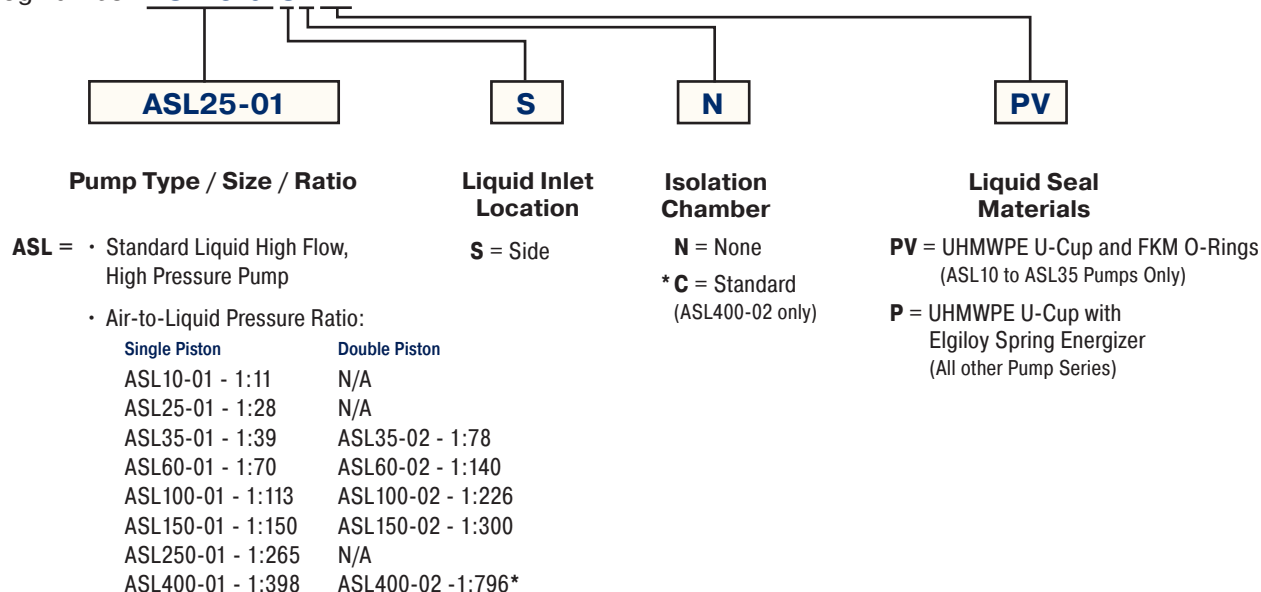 ASL25-01 S N PV
Pump Type / Size / Ratio
ASL = • Standard Liquid High Flow,
High Pressure Pump
• Air-to-Liquid Pressure Ratio:
Single Piston Double Piston
ASL10-01 - 1:11 N/A
ASL25-01 - 1:28 N/A
ASL35-01 - 1:39 ASL35-02 - 1:78
ASL60-01 - 1:70 ASL60-02 - 1:140
ASL100-01 - 1:113 ASL100-02 - 1:226
ASL150-01 - 1:150 ASL150-02 - 1:300
ASL250-01 - 1:265 N/A
ASL400-01 - 1:398 ASL400-02 -1:796*
Liquid Inlet
Location
S = Side
Isolation
Chamber
N = None
* C = Standard
(ASL400-02 only)
Liquid Seal
Materials
PV = UHMWPE U-Cup and FKM O-Rings
(ASL10 to ASL35 Pumps Only)
P = UHMWPE U-Cup with
Elgiloy Spring Energizer
(All other Pump Series)